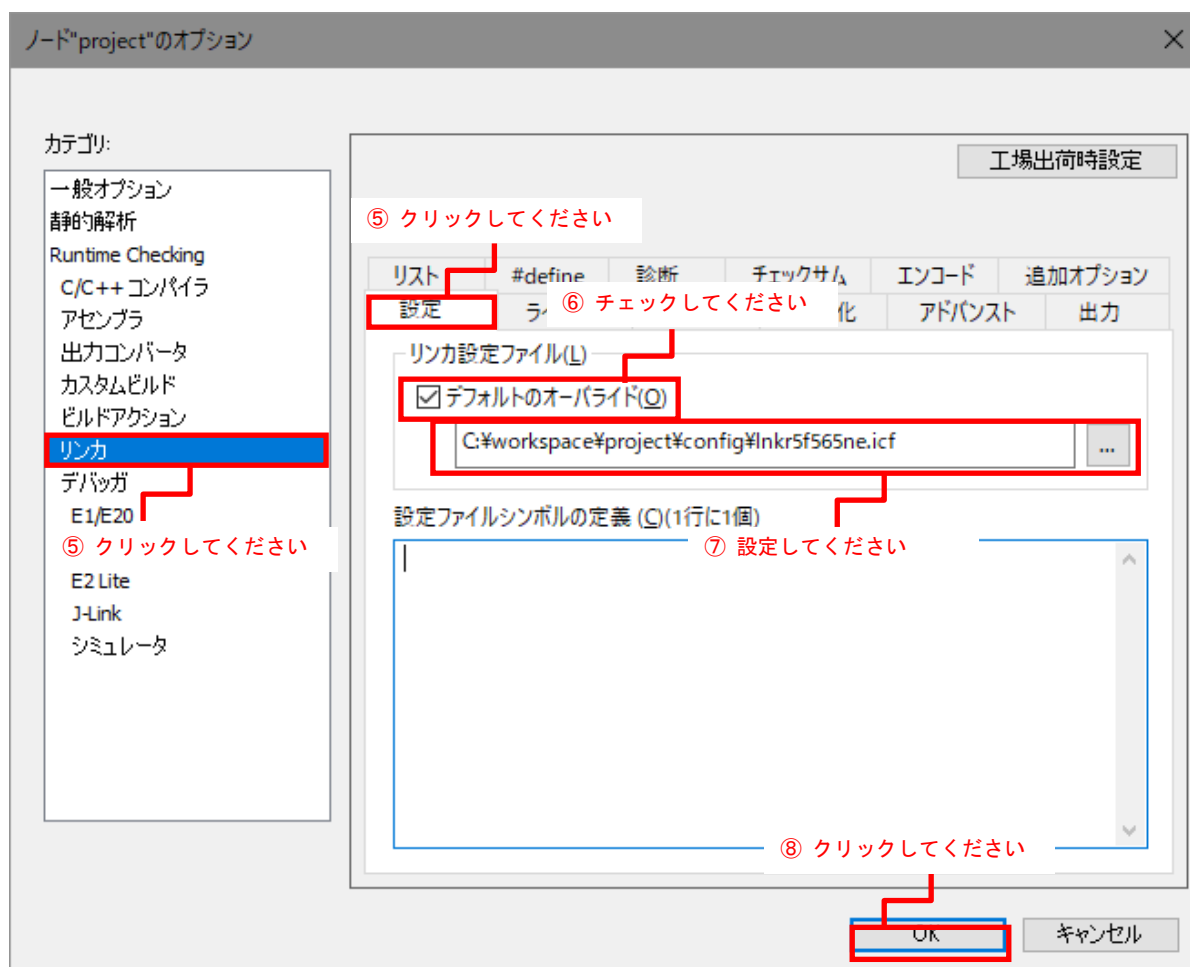 ノード"project"のオプション
カテゴリ:
一般オプション
静的解析
Runtime Checking
C/C++ コンパイラ
アセンブラ
出力コンバータ
カスタムビルド
ビルドアクション
リンカ
デバッガ
E1/E20
⑤ クリックしてください
E2 Lite
J-Link
シミュレータ
工場出荷時設定
⑤ クリックしてください
リスト #define 診断 チェックサム エンコード 追加オプション
⑥ チェックしてください
設定 化 アドバンスト 出力
リンカ設定ファイル(L)
デフォルトのオーバライド(O)
C:¥workspace¥project¥config¥lnkr5f565ne.icf
...
設定ファイルシンボルの定義 (C)(1行に1個)
⑦ 設定してください
⑧ クリックしてください
OK キャンセル